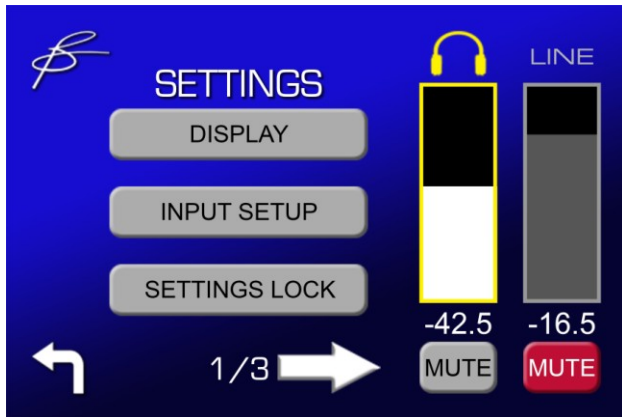 LINE
SETTINGS
DISPLAY
INPUT SETUP
SETTINGS LOCK
-42.5 -16.5
1/3 MUTE MUTE